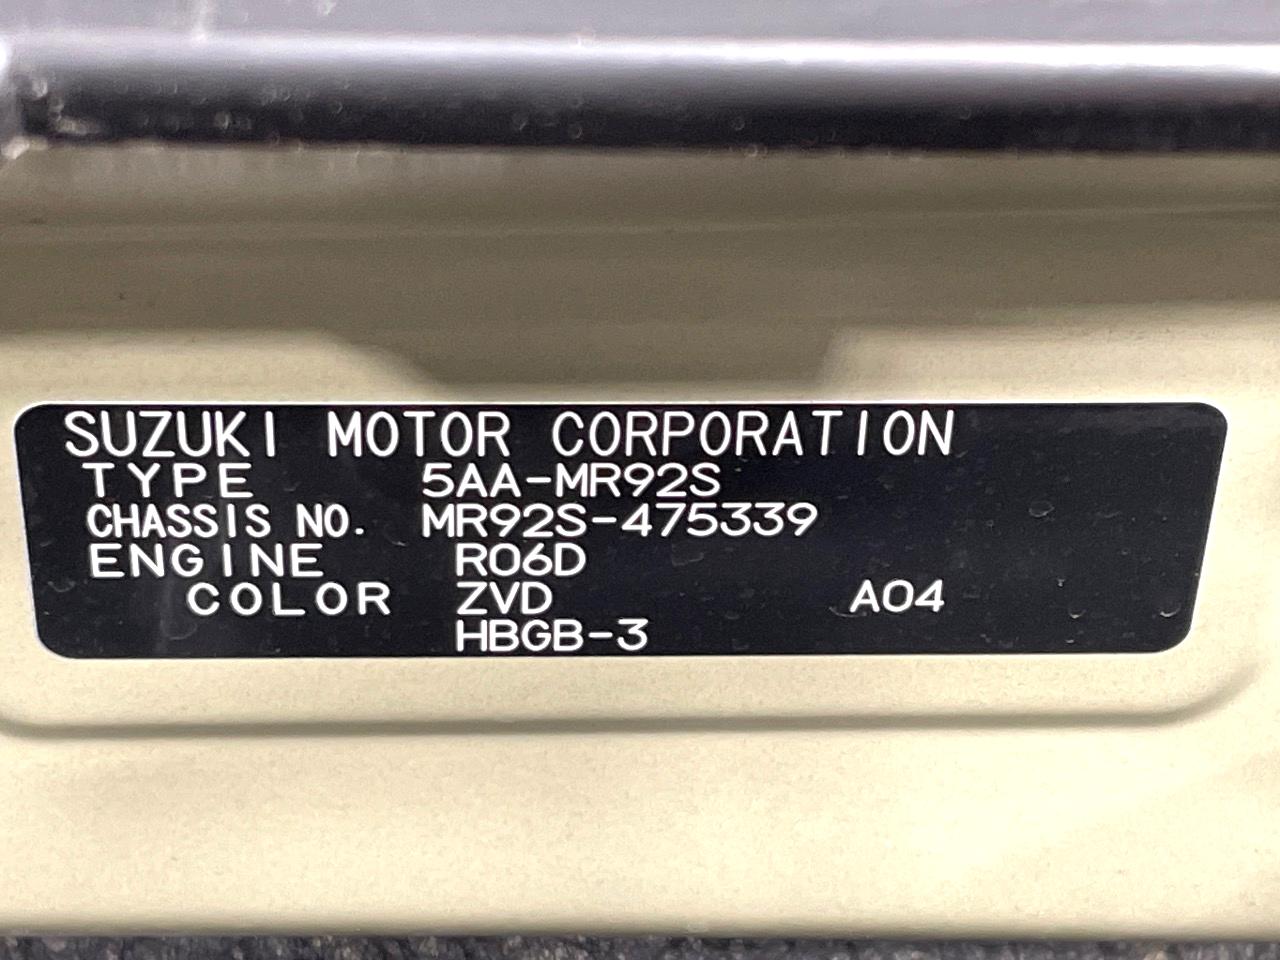 SUZUKI MOTOR CORPORATION
TYPE 5AA-MR92S
CHASSIS NO. MR92S-475339
ENGINE R06D
COLOR ZVD A04
HBGB-3